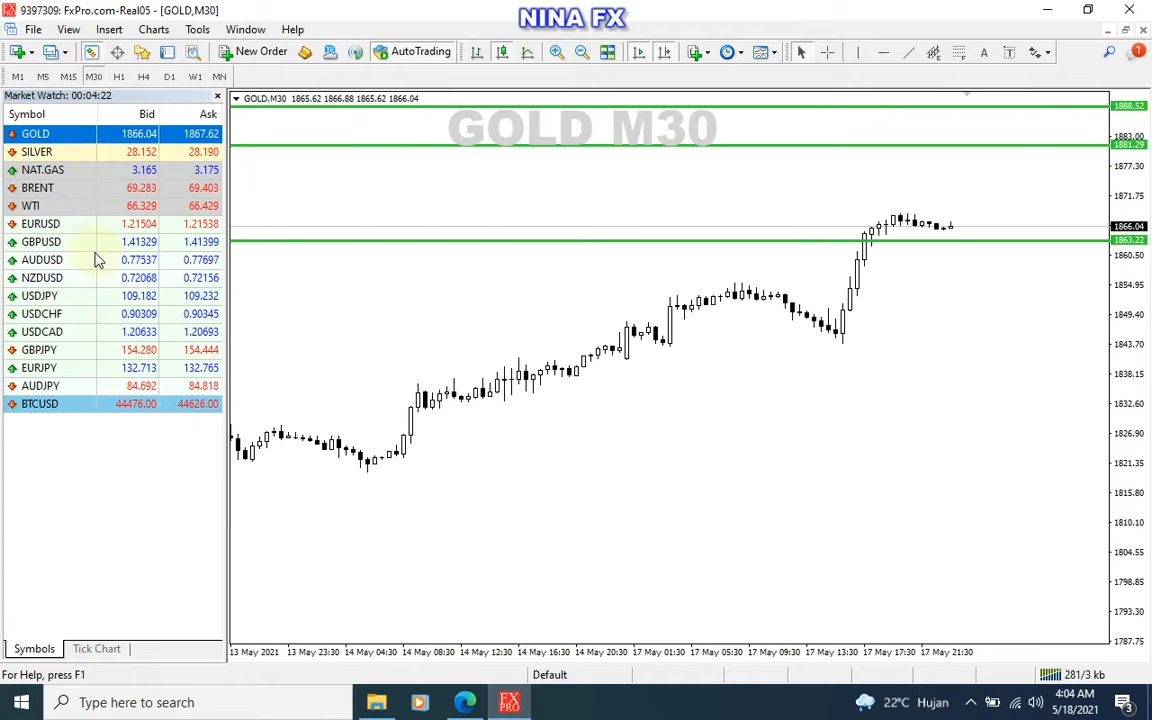 9397309: FxPro.com-Real05 - [GOLD,M30]
NINA FX
File View Insert Charts Tools Window Help
New Order AutoTrading
1
M1 M5 M15 M30 H1 H4 D1 W1 MN
Market Watch: 00:04:22
Symbol Bid Ask
GOLD 1866.04 1867.62
SILVER 28.152 28.190
NAT.GAS 3.165 3.175
BRENT 69.283 69.403
WTI 66.329 66.429
EURUSD 1.21504 1.21538
GBPUSD 1.41329 1.41399
AUDUSD 0.77537 0.77697
NZDUSD 0.72068 0.72156
USDJPY 109.182 109.232
USDCHF 0.90309 0.90345
USDCAD 1.20633 1.20693
GBPJPY 154.280 154.444
EURJPY 132.713 132.765
AUDJPY 84.692 84.818
BTCUSD 44476.00 44626.00
Symbols Tick Chart
GOLD,M30 1865.62 1866.88 1865.62 1866.04
GOLD M30
1888.52
1883.00
1881.29
1877.30
1871.75
1866.04
1863.22
1860.50
1854.95
1849.40
1843.70
1838.15
1832.60
1826.90
1821.35
1815.80
1810.10
1804.55
1798.85
1793.30
1787.75
13 May 2021 13 May 23:30 14 May 04:30 14 May 08:30 14 May 12:30 14 May 16:30 14 May 20:30 17 May 01:30 17 May 05:30 17 May 09:30 17 May 13:30 17 May 17:30 17 May 21:30
For Help, press F1 Default 281/3 kb
FX PRO
Type here to search
22°C Hujan
4:04 AM
5/18/2021
3